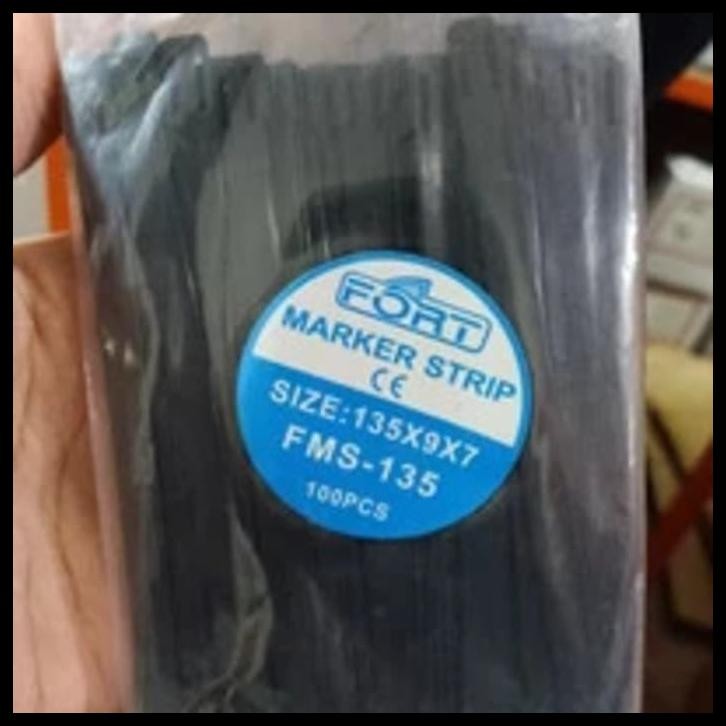 FORT
MARKER STRIP
CE
SIZE:135X9X7
FMS-135
100PCS